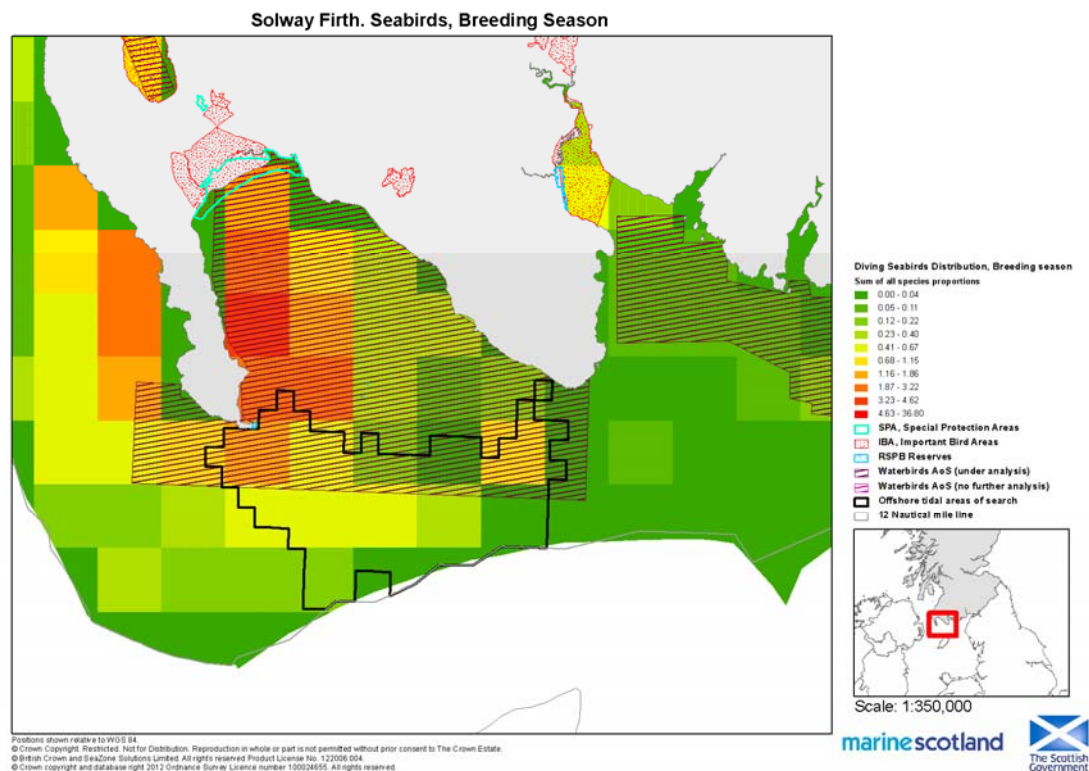 Solway Firth. Seabirds, Breeding Season
Diving Seabirds Distribution, Breeding season
Sum of all species proportions
0.00 - 0.04
0.05 - 0.11
0.12 - 0.22
0.23 - 0.40
0.41 - 0.67
0.68 - 1.15
1.16 - 1.86
1.87 - 3.22
3.23 - 4.62
4.63 - 36.80
SPA, Special Protection Areas
IBA, Important Bird Areas
RSPB Reserves
Waterbirds AoS (under analysis)
Waterbirds AoS (no further analysis)
Offshore tidal areas of search
12 Nautical mile line
Scale: 1:350,000
marinescotland
The Scottish
Government
Positions shown relative to WGS 84.
© Crown Copyright. Restricted. Not for Distribution. Reproduction in whole or part is not permitted without prior consent to The Crown Estate.
© British Crown and SeaZone Solutions Limited. All rights reserved Product License No. 122006.004.
© Crown copyright and database right 2012 Ordnance Survey Licence number 100024655. All rights reserved.